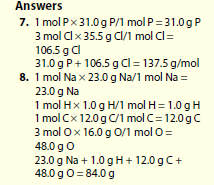 Answers
7. 1 mol P × 31.0 g P/1 mol P = 31.0 g P
3 mol Cl × 35.5 g Cl/1 mol Cl =
106.5 g Cl
31.0 g P + 106.5 g Cl = 137.5 g/mol
8. 1 mol Na × 23.0 g Na/1 mol Na =
23.0 g Na
1 mol H × 1.0 g H/1 mol H = 1.0 g H
1 mol C × 12.0 g C/1 mol C = 12.0 g C
3 mol O × 16.0 g O/1 mol O =
48.0 g O
23.0 g Na + 1.0 g H + 12.0 g C +
48.0 g O = 84.0 g